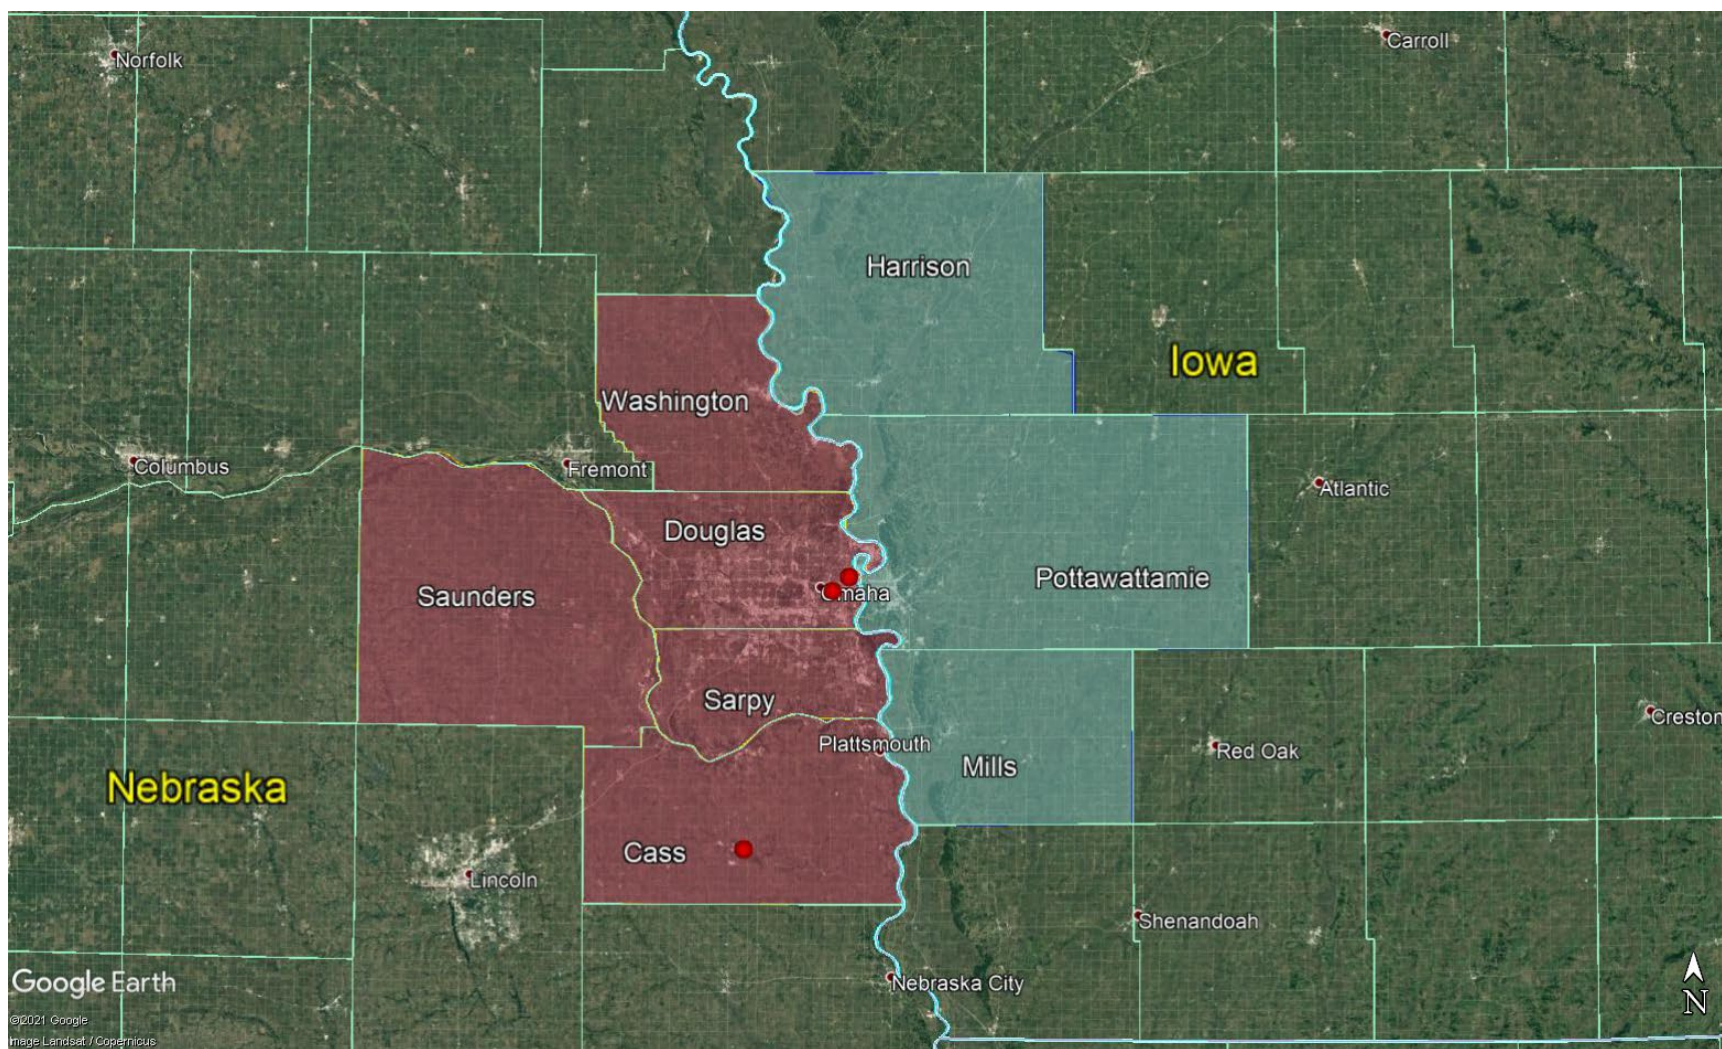 Norfolk
Carroll
Harrison
Iowa
Washington
Columbus
Fremont
Atlantic
Douglas
Pottawattamie
Saunders
Omaha
Sarpy
Creston
Plattsmouth
Red Oak
Mills
Nebraska
Cass
Lincoln
Shenandoah
Google Earth
Nebraska City
N
©2021 Google
Image Landsat / Copernicus